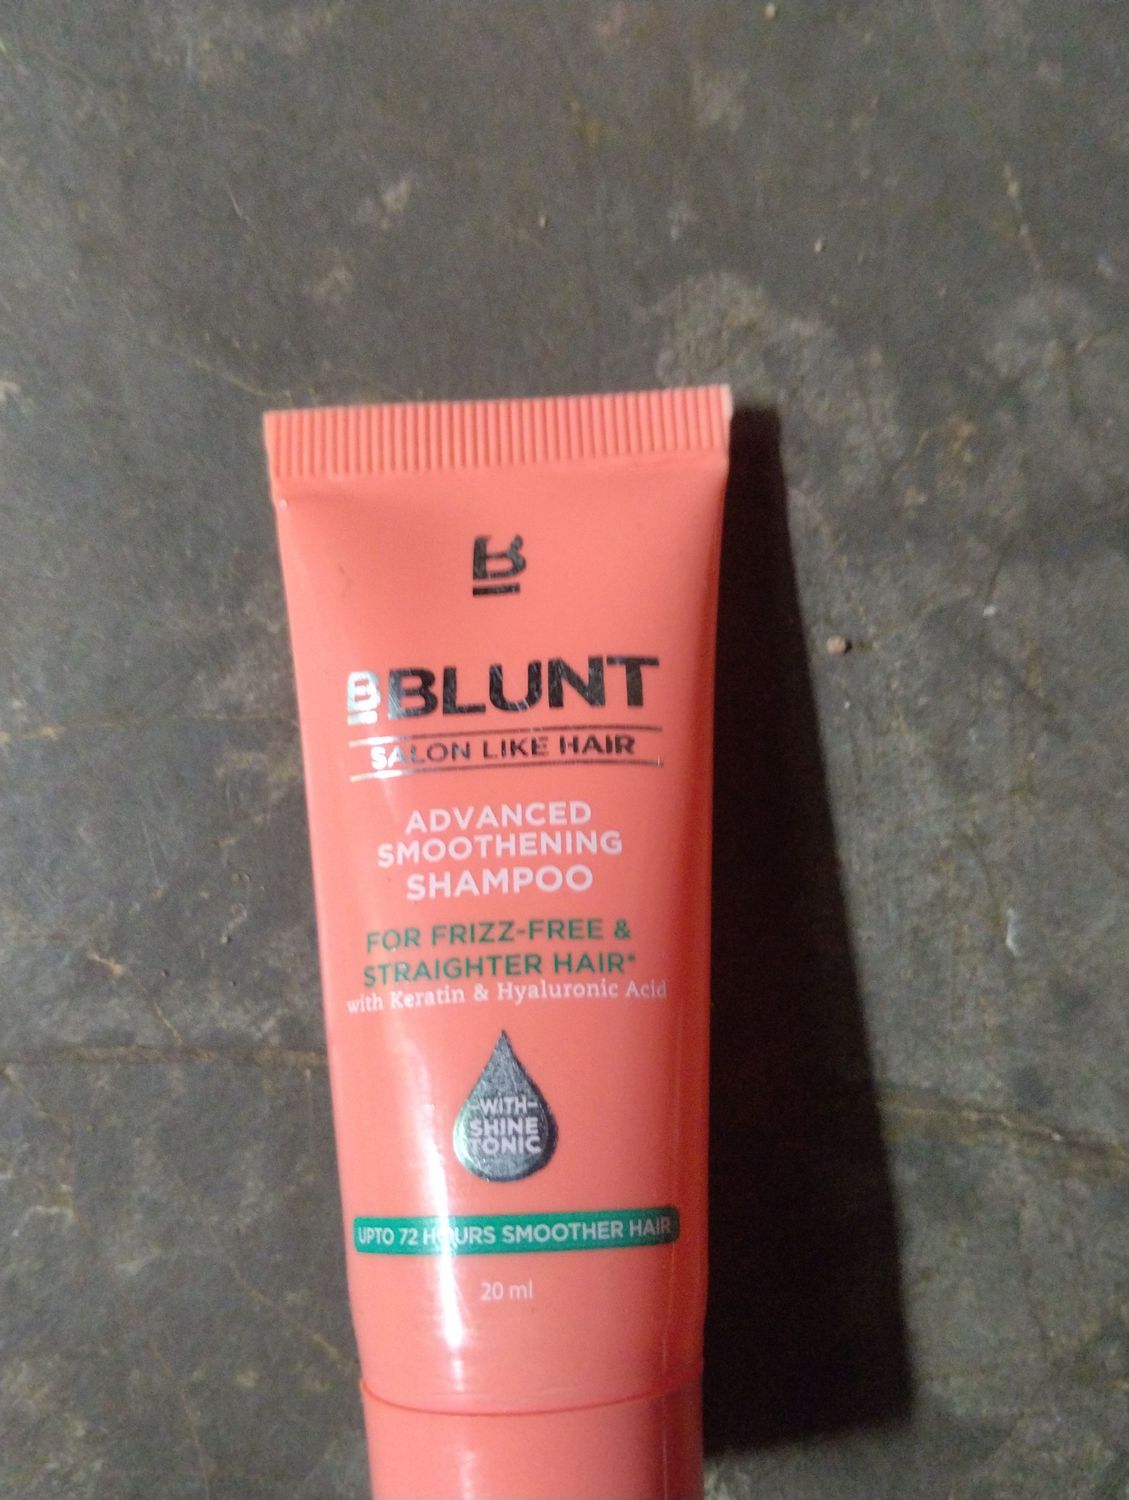 B
BBLUNT
SALON LIKE HAIR
ADVANCED
SMOOTHENING
SHAMPOO
FOR FRIZZ-FREE &
STRAIGHTER HAIR*
with Keratin & Hyaluronic Acid
-WITH-
SHINE
TONIC
UPTO 72 HOURS SMOOTHER HAIR
20 ml